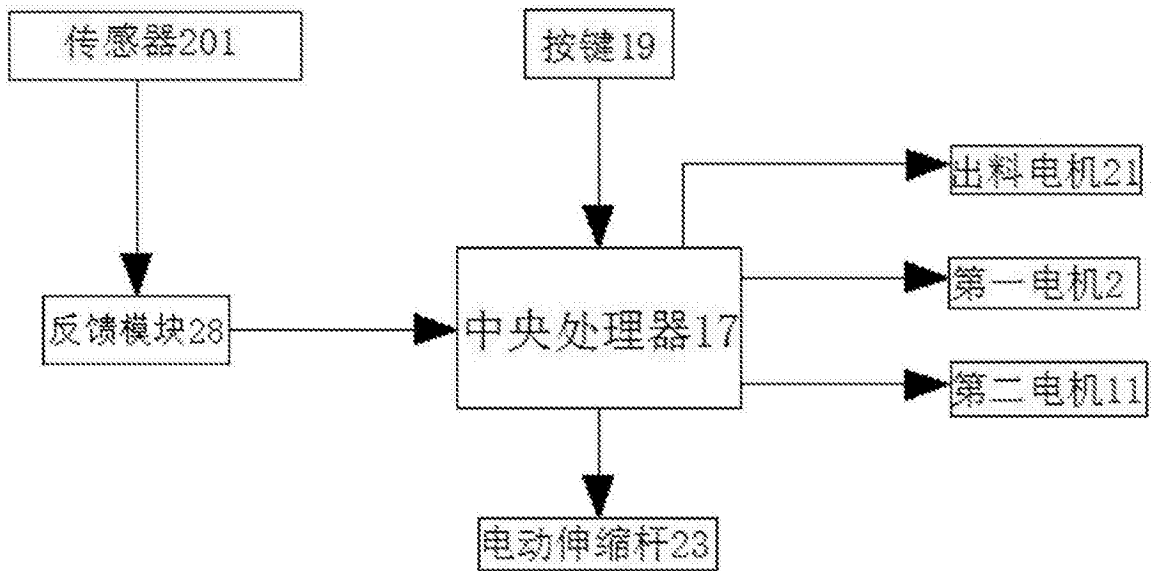 传感器201
按键19
出料电机21
第一电机2
反馈模块28
中央处理器17
第二电机11
电动伸缩杆23